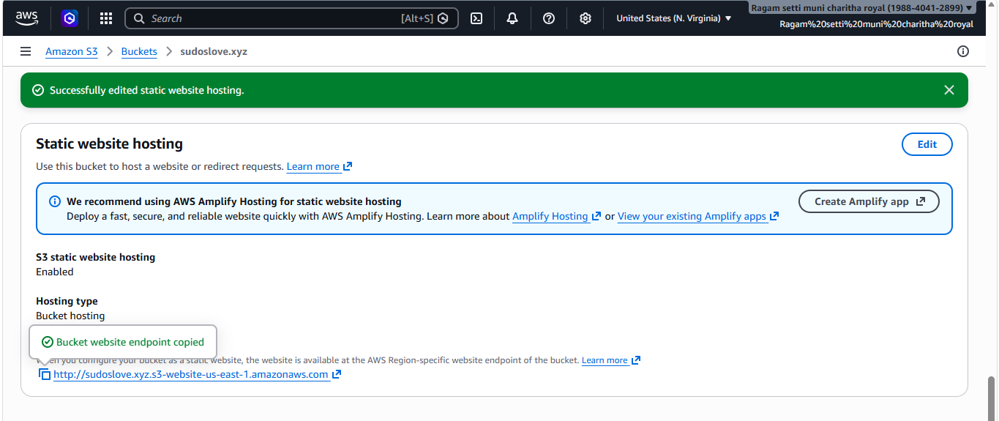 aws
Search [Alt+S]
United States (N. Virginia)
Ragam setti muni charitha royal (1988-4041-2899)
Ragam%20setti%20muni%20charitha%20royal
Amazon S3 > Buckets > sudoslove.xyz
Successfully edited static website hosting.
Static website hosting
Edit
Use this bucket to host a website or redirect requests. Learn more
We recommend using AWS Amplify Hosting for static website hosting
Deploy a fast, secure, and reliable website quickly with AWS Amplify Hosting. Learn more about Amplify Hosting or View your existing Amplify apps
Create Amplify app
S3 static website hosting
Enabled
Hosting type
Bucket hosting
Bucket website endpoint copied
When you configure your bucket as a static website, the website is available at the AWS Region-specific website endpoint of the bucket. Learn more
http://sudoslove.xyz.s3-website-us-east-1.amazonaws.com